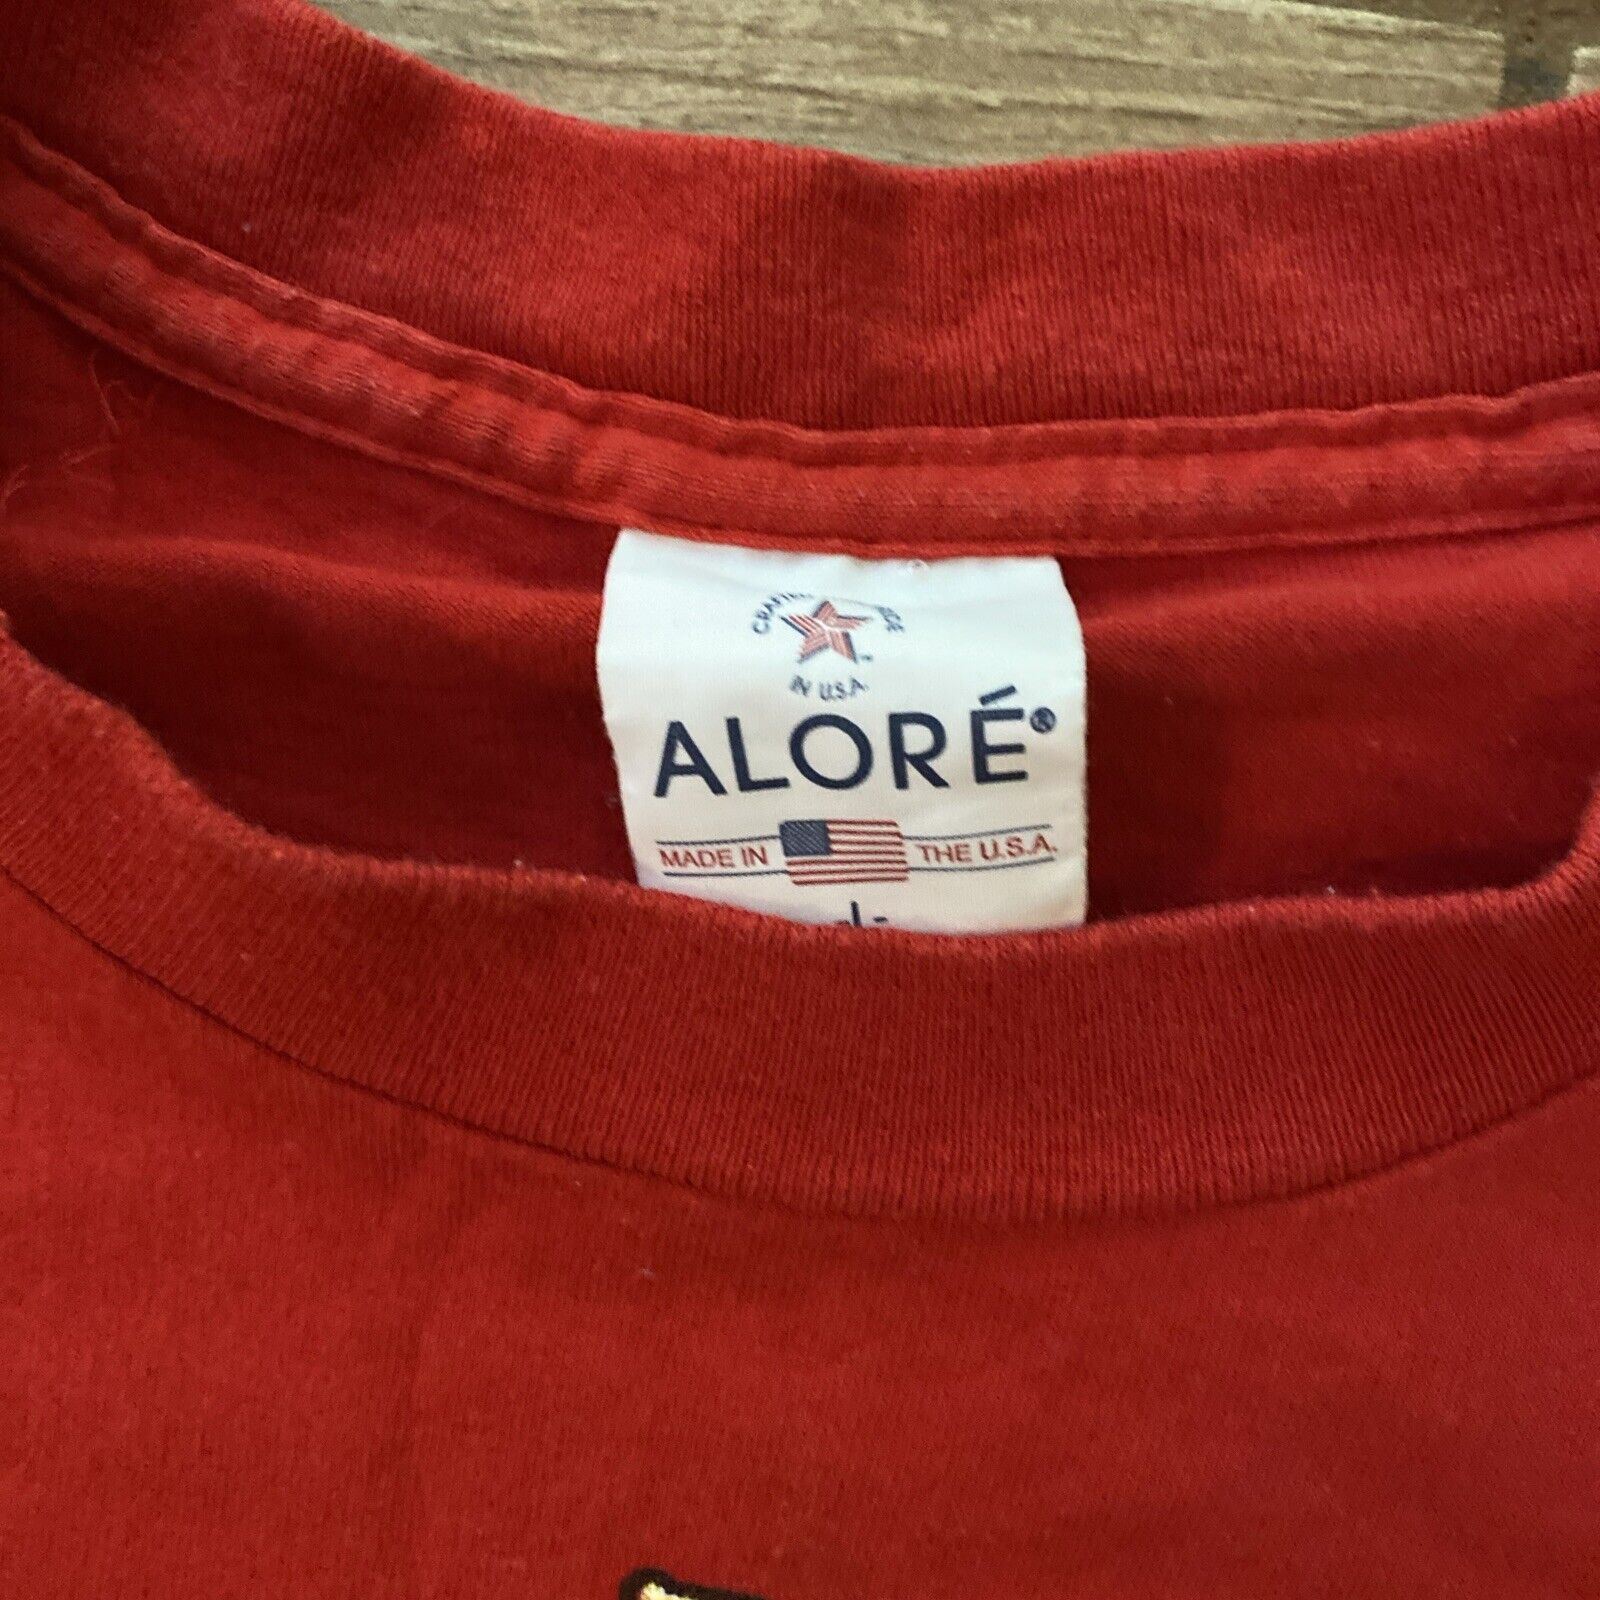 IN U.S.A.
ALORÉ®
MADE IN THE U.S.A.